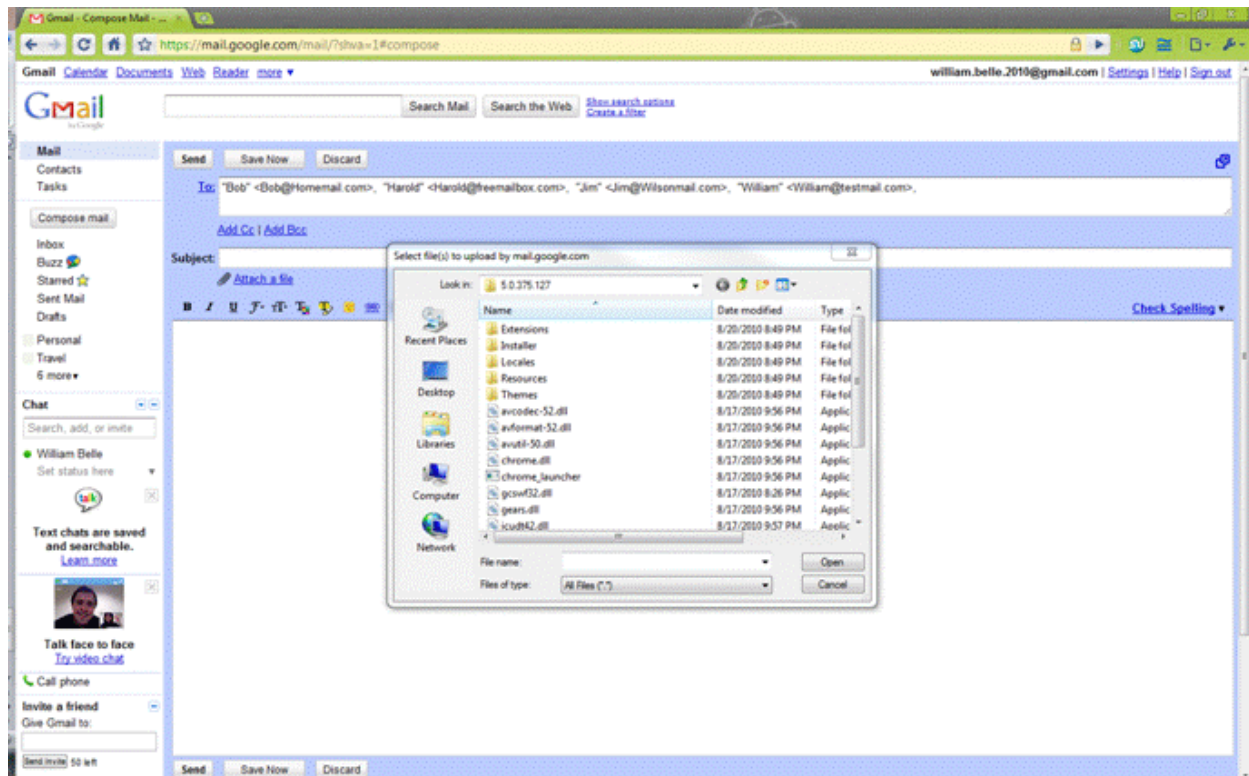 Gmail - Compose Mail - ...
https://mail.google.com/mail/?shva=1#compose
Gmail Calendar Documents Web Reader more ▼
william.belle.2010@gmail.com | Settings | Help | Sign out
Gmail
by Google
Search Mail
Search the Web
Show search options
Create a filter
Mail
Contacts
Tasks
Compose mail
Inbox
Buzz
Starred
Sent Mail
Drafts
Personal
Travel
6 more▼
Chat
Search, add, or invite
William Belle
Set status here
talk
Text chats are saved
and searchable.
Learn more
Talk face to face
Try video chat
Call phone
Invite a friend
Give Gmail to:
Send Invite 50 left
Send Save Now Discard
To: "Bob" <Bob@Homemail.com>, "Harold" <Harold@freemailbox.com>, "Jim" <Jim@Wilsonmail.com>, "William" <William@testmail.com>,
Add Cc | Add Bcc
Subject:
Attach a file
B I U
Check Spelling ▼
Select file(s) to upload by mail.google.com
Look in: 5.0.375.127
Recent Places
Desktop
Libraries
Computer
Network
Name Date modified Type
Extensions 8/20/2010 8:49 PM File fol
Installer 8/20/2010 8:49 PM File fol
Locales 8/20/2010 8:49 PM File fol
Resources 8/20/2010 8:49 PM File fol
Themes 8/20/2010 8:49 PM File fol
avcodec-52.dll 8/17/2010 9:56 PM Applic
avformat-52.dll 8/17/2010 9:56 PM Applic
avutil-50.dll 8/17/2010 9:56 PM Applic
chrome.dll 8/17/2010 9:56 PM Applic
chrome_launcher 8/17/2010 9:56 PM Applic
gcswf32.dll 8/17/2010 8:26 PM Applic
gears.dll 8/17/2010 9:56 PM Applic
icudt42.dll 8/17/2010 9:57 PM Applic
File name:
Open
Files of type: All Files (*.*)
Cancel
Send Save Now Discard